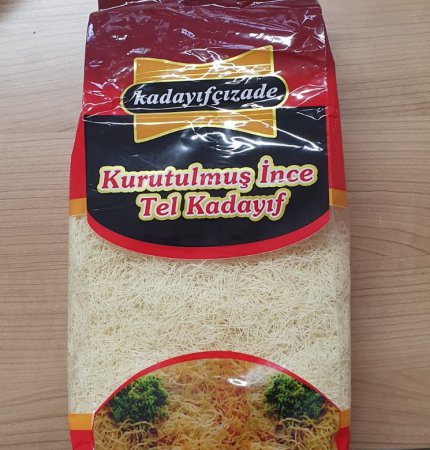 kadayıfçızade
Kurutulmuş İnce
Tel Kadayıf